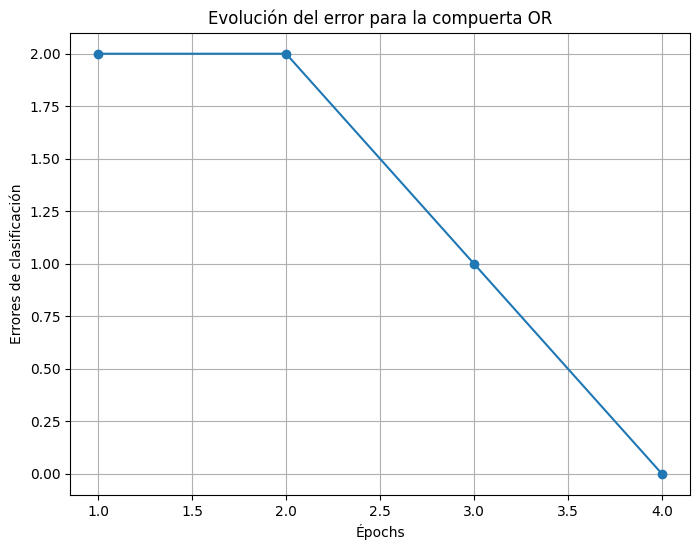 Evolución del error para la compuerta OR
2.00
1.75
1.50
1.25
1.00
0.75
0.50
0.25
0.00
Errores de clasificación
1.0 1.5 2.0 2.5 3.0 3.5 4.0
Épochs